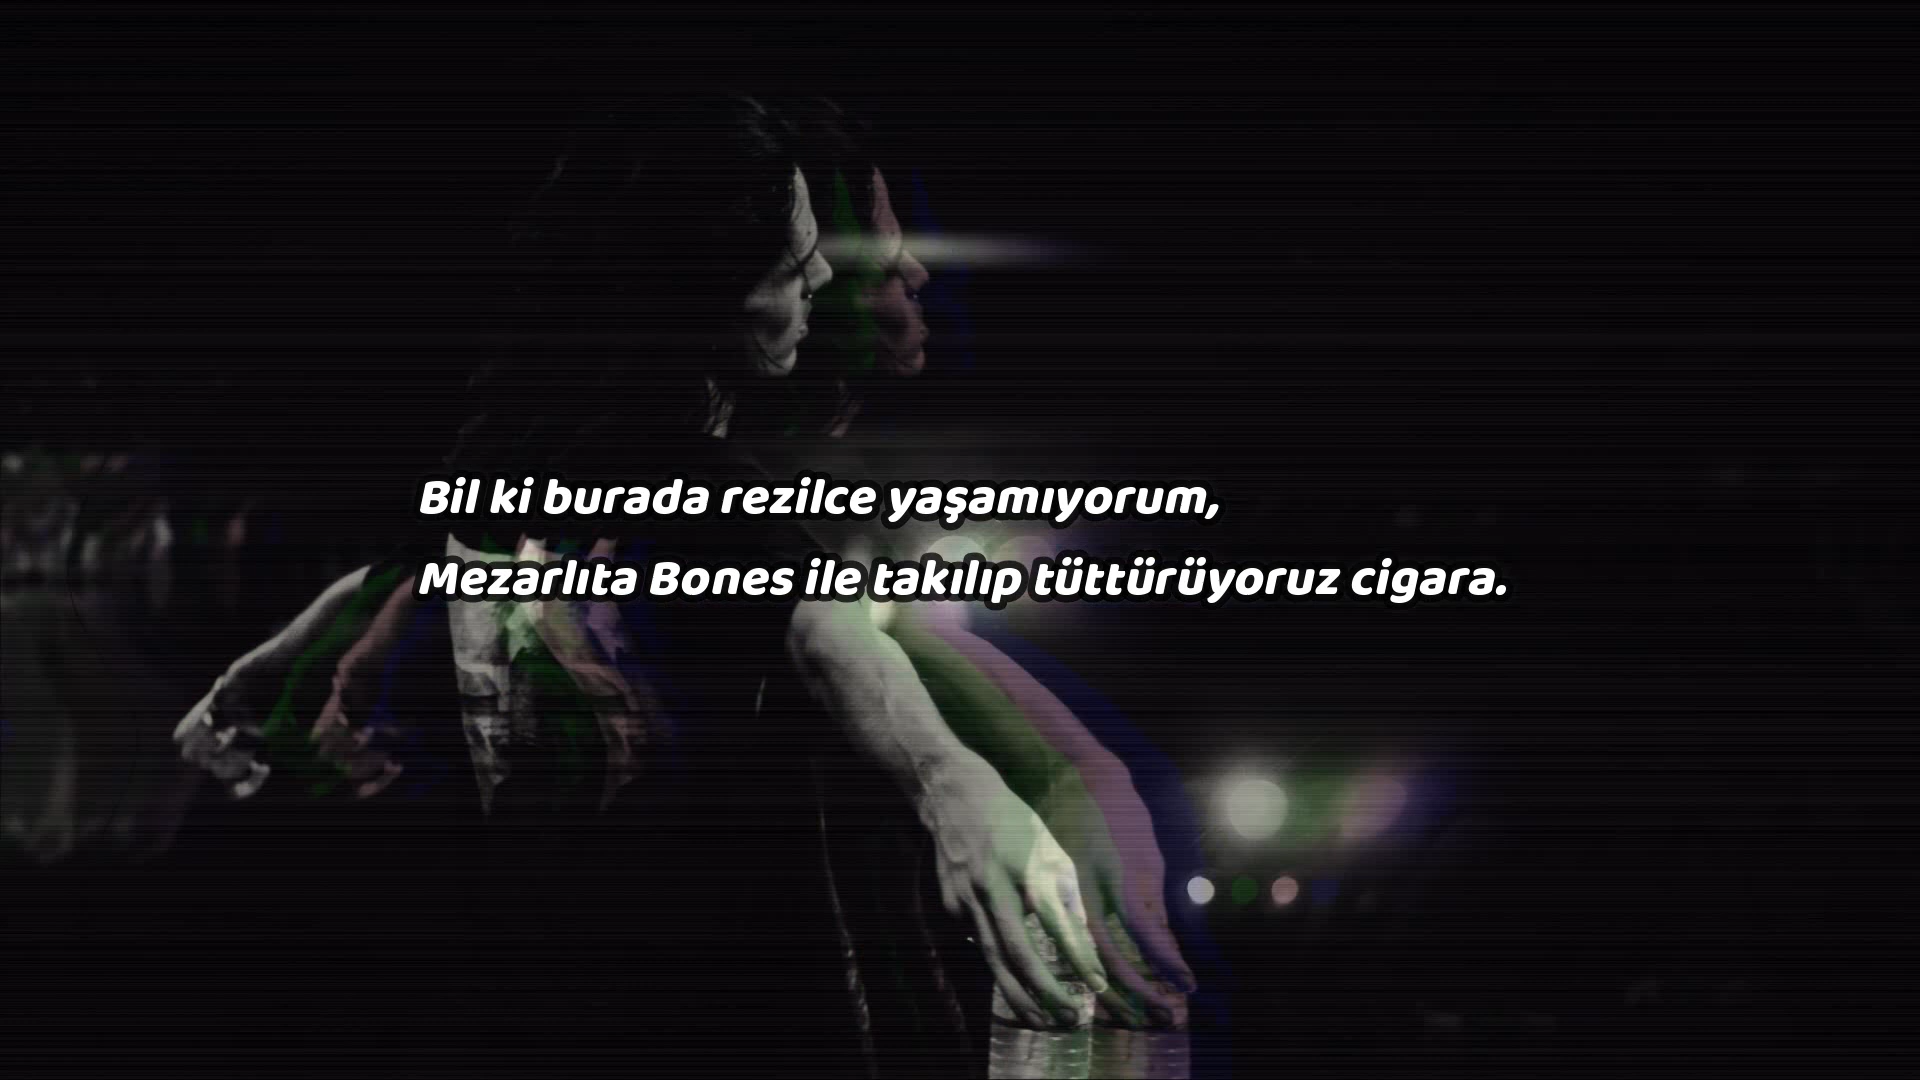 Bil ki burada rezilce yaşamıyorum,
Mezarlıta Bones ile takılıp tüttürüyoruz cigara.